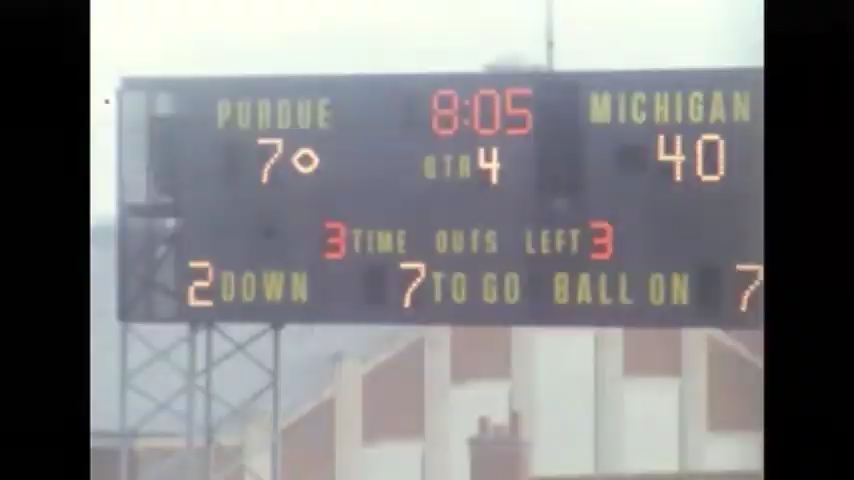 PURDUE 8:05 MICHIGAN
7 QTR 4 40
3 TIME OUTS LEFT 3
2 DOWN 7 TO GO BALL ON 7